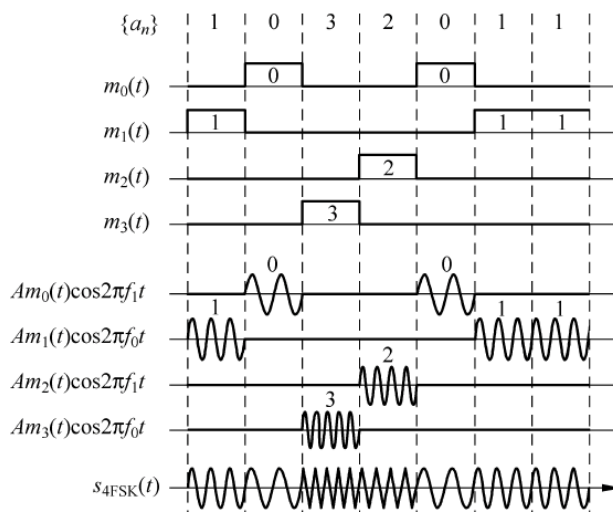 {aₙ} 1 0 3 2 0 1 1
m₀(t) 0 0
m₁(t) 1 1 1
m₂(t) 2
m₃(t) 3
Am₀(t)cos2πf₁t 0 0
Am₁(t)cos2πf₀t 1 1 1
Am₂(t)cos2πf₁t 2
Am₃(t)cos2πf₀t 3
s₄FSK(t)